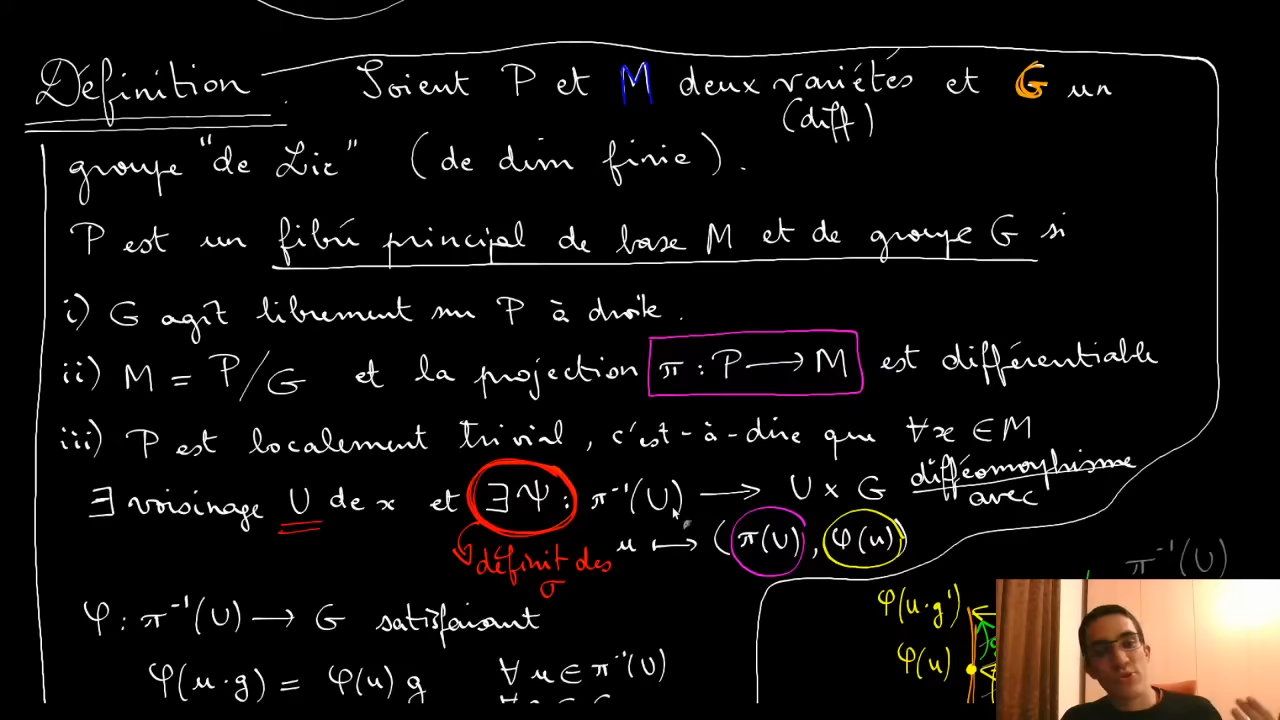 Définition. Soient P et M deux variétés et G un
(diff)
groupe "de Lie" (de dim finie).
P est un fibré principal de base M et de groupe G si
i) G agît librement sur P à droite.
ii) M = P/G et la projection π : P ⟶ M est différentiable
iii) P est localement trivial, c'est-à-dire que ∀x ∈ M
∃ voisinage U de x et ∃ Ψ : π⁻¹(U) ⟶ U × G difféomorphisme
avec
u ⟼ (π(U), φ(u))
définit des
σ
π⁻¹(U)
φ : π⁻¹(U) ⟶ G satisfaisant
φ(u·g')
φ(u·g) = φ(u) g ∀ u ∈ π⁻¹(U)
φ(u)